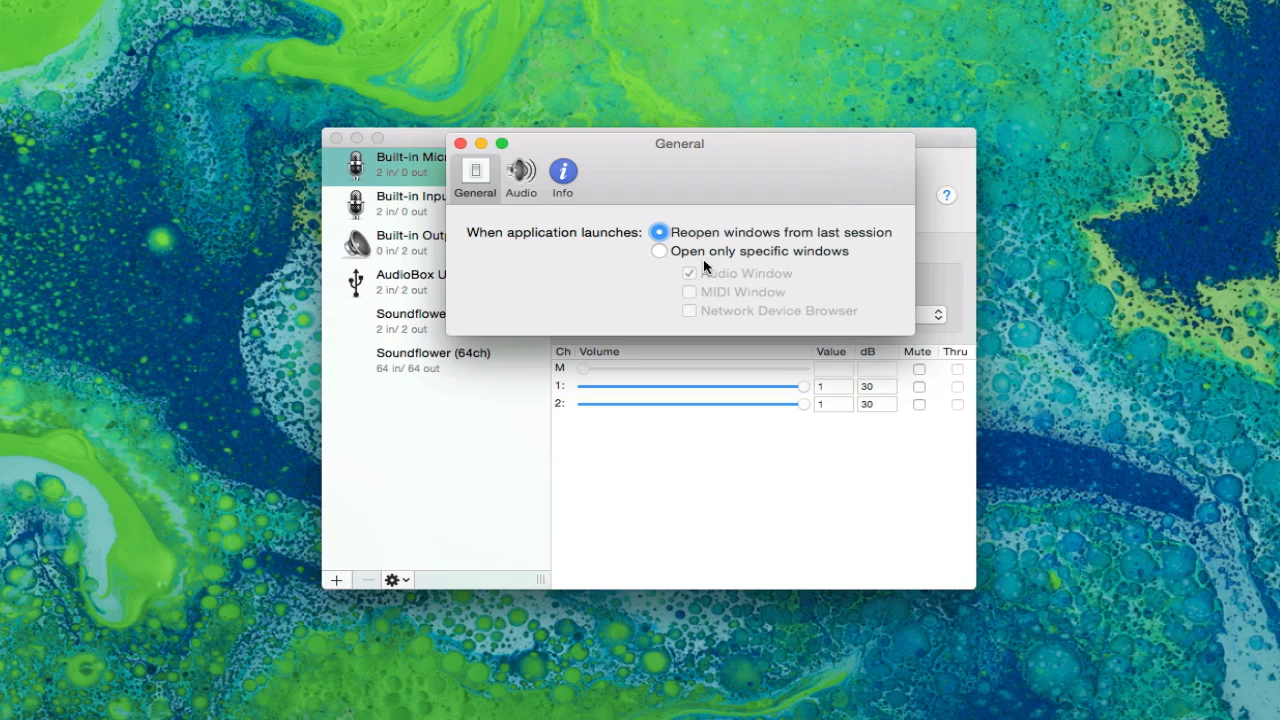 General
General Audio Info
When application launches: Reopen windows from last session
Open only specific windows
Audio Window
MIDI Window
Network Device Browser
Built-in Mic
2 in/ 0 out
Built-in Inpu
2 in/ 0 out
Built-in Outp
0 in/ 2 out
AudioBox U
2 in/ 2 out
Soundflowe
2 in/ 2 out
Soundflower (64ch)
64 in/ 64 out
?
Ch Volume Value dB Mute Thru
M
1: 1 30
2: 1 30